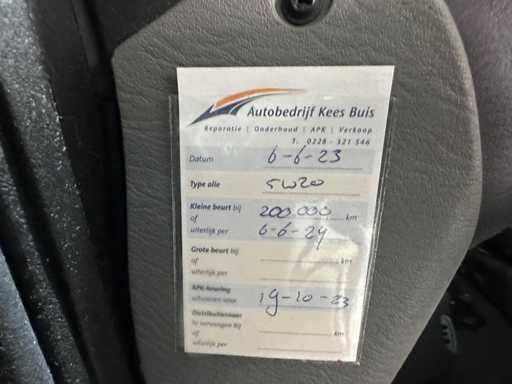 Autobedrijf Kees Buis
Reparatie | Onderhoud | APK | Verkoop
T. 0228 - 321 546
Datum 6-6-23
Type olie 5W20
Kleine beurt bij 200.000 km
of
uiterlijk per 6-6-24
Grote beurt bij km
of
uiterlijk per
APK-keuring
uitvoeren voor 19-10-23
Distributieriem
te vervangen bij km
of
uiterlijk per